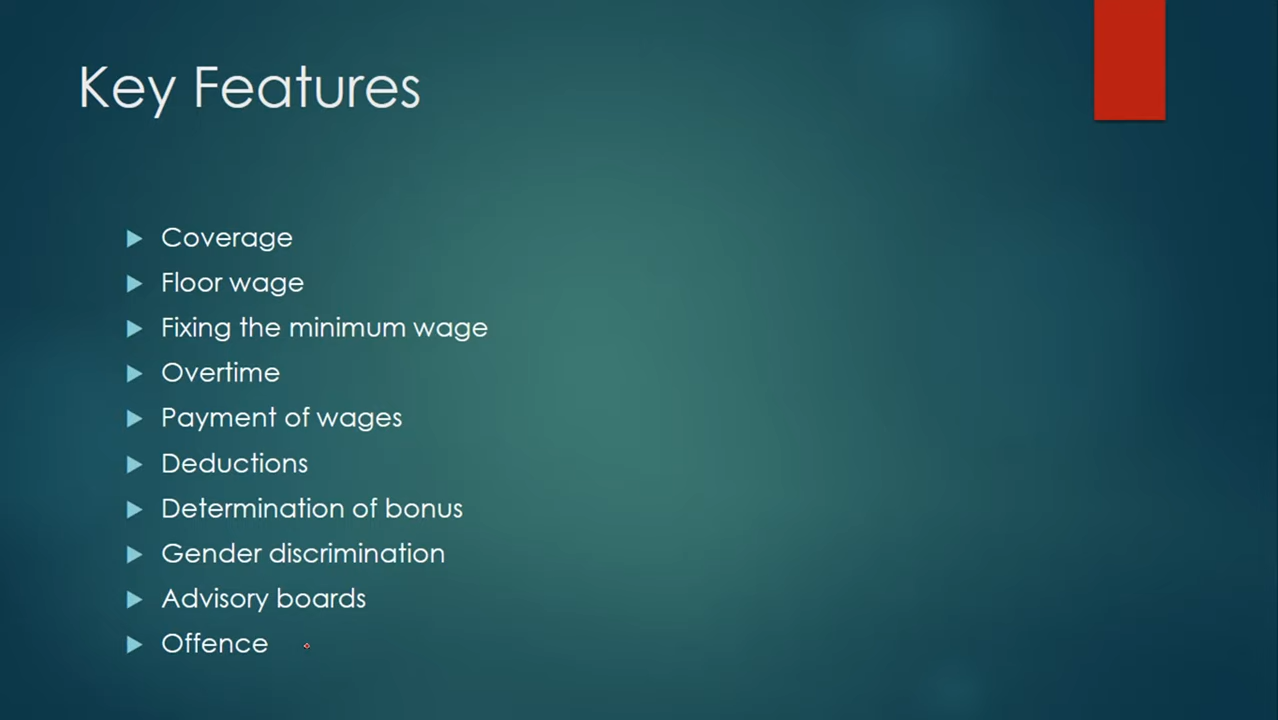 Key Features
Coverage
Floor wage
Fixing the minimum wage
Overtime
Payment of wages
Deductions
Determination of bonus
Gender discrimination
Advisory boards
Offence